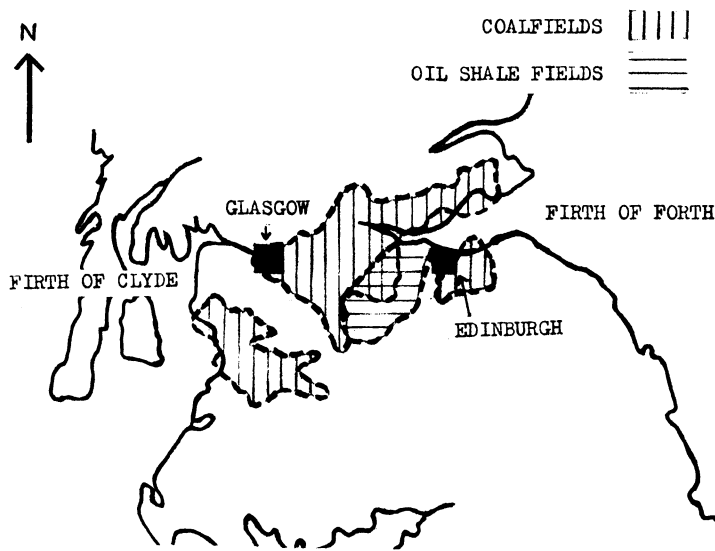 COALFIELDS
OIL SHALE FIELDS
N
GLASGOW
FIRTH OF FORTH
FIRTH OF CLYDE
EDINBURGH